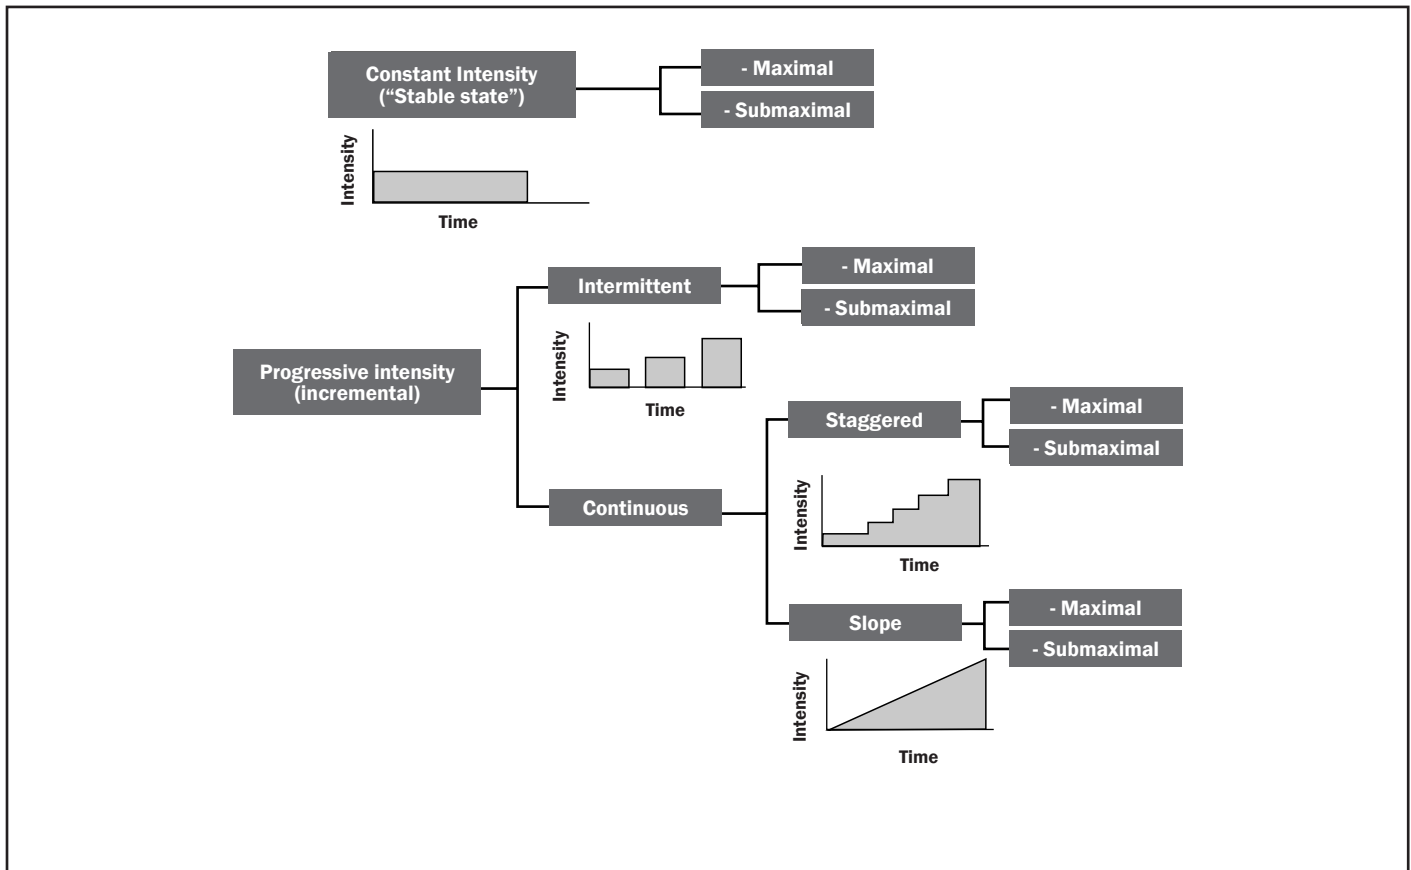 Constant Intensity
(“Stable state”)
- Maximal
- Submaximal
Intensity
Time
Progressive intensity
(incremental)
Intermittent
- Maximal
- Submaximal
Intensity
Time
Continuous
Staggered
- Maximal
- Submaximal
Intensity
Time
Slope
- Maximal
- Submaximal
Intensity
Time